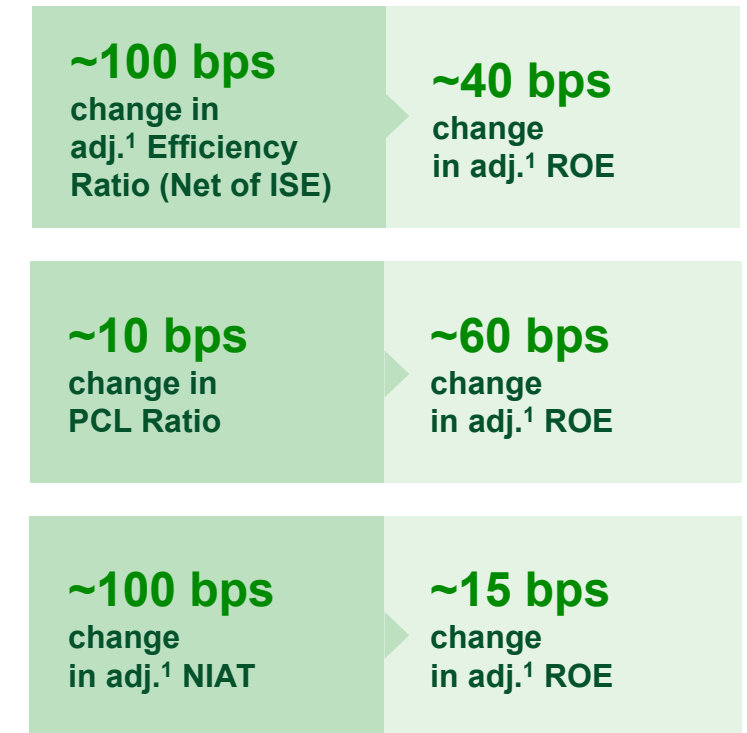 ~100 bps
change in
adj.¹ Efficiency
Ratio (Net of ISE)
~40 bps
change
in adj.¹ ROE
~10 bps
change in
PCL Ratio
~60 bps
change
in adj.¹ ROE
~100 bps
change
in adj.¹ NIAT
~15 bps
change
in adj.¹ ROE